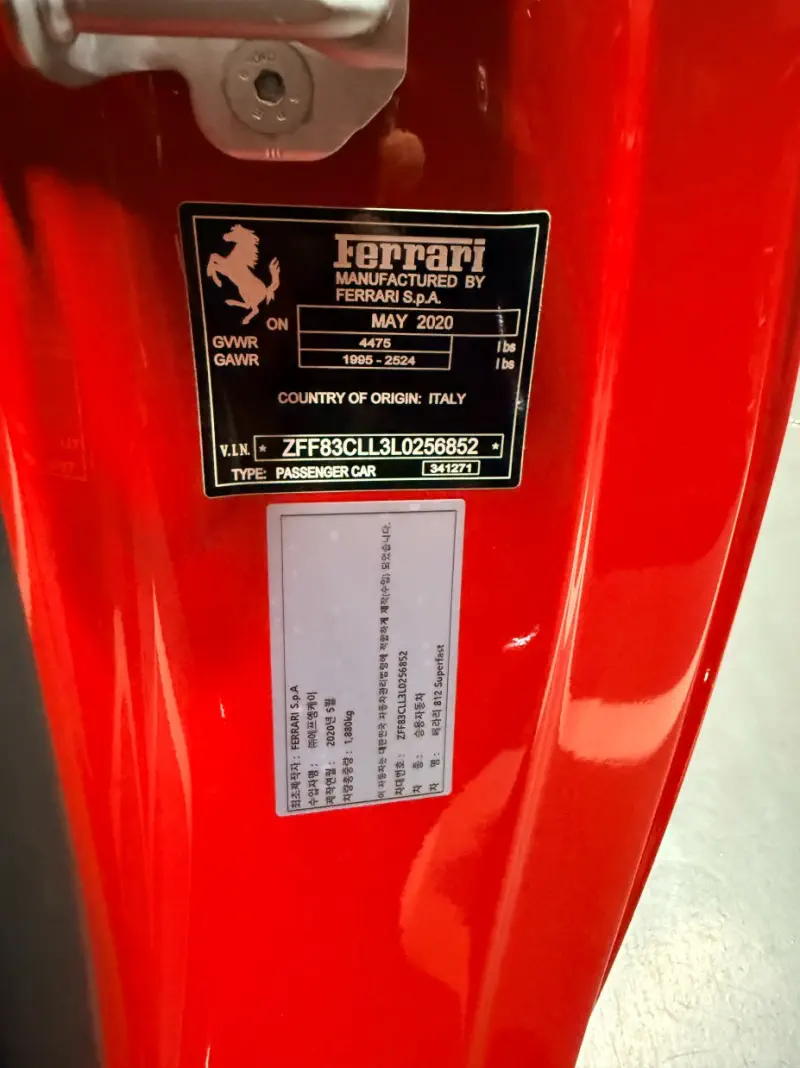 Ferrari
MANUFACTURED BY
FERRARI S.p.A.
ON MAY 2020
GVWR 4475 lbs
GAWR 1995 - 2524 lbs
COUNTRY OF ORIGIN: ITALY
V.I.N. * ZFF83CLL3L0256852 *
TYPE: PASSENGER CAR 341271
최초제작자 : FERRARI S.p.A
수입자명 : ㈜에프엠케이
제작연월 : 2020년 5월
차량총중량 : 1,880kg
이 자동차는 대한민국 자동차관리법령에 적합하게 제작(수입) 되었습니다.
차대번호 : ZFF83CLL3L0256852
차 종 : 승용자동차
차 명 : 페라리 812 Superfast